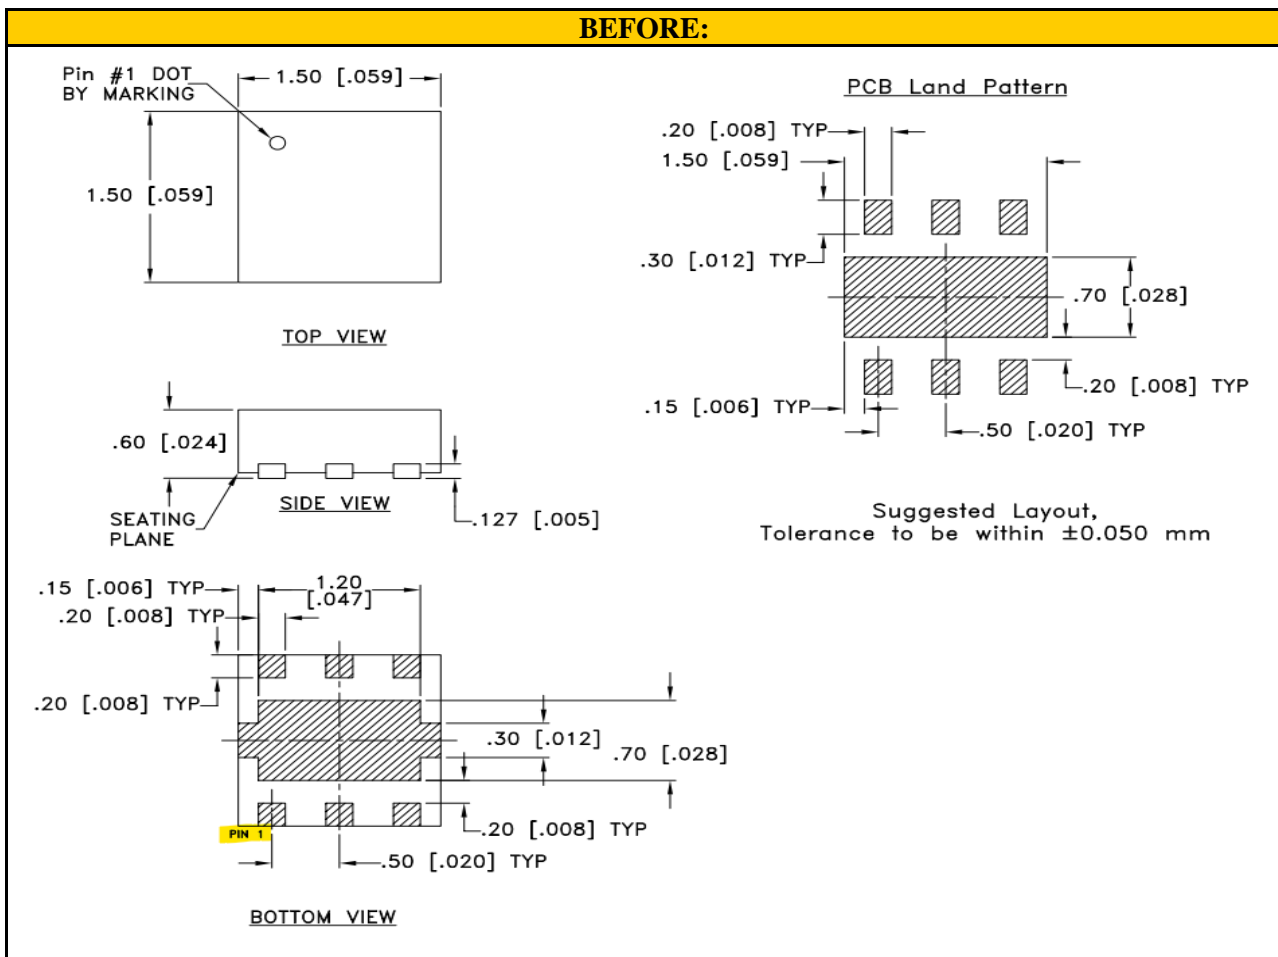 BEFORE:
Pin #1 DOT
BY MARKING
1.50 [.059]
1.50 [.059]
TOP VIEW
.60 [.024]
SEATING
PLANE
SIDE VIEW
.127 [.005]
.15 [.006] TYP
1.20
[.047]
.20 [.008] TYP
.20 [.008] TYP
.30 [.012]
.70 [.028]
PIN 1
.20 [.008] TYP
.50 [.020] TYP
BOTTOM VIEW
PCB Land Pattern
.20 [.008] TYP
1.50 [.059]
.30 [.012] TYP
.70 [.028]
.15 [.006] TYP
.20 [.008] TYP
.50 [.020] TYP
Suggested Layout,
Tolerance to be within ±0.050 mm